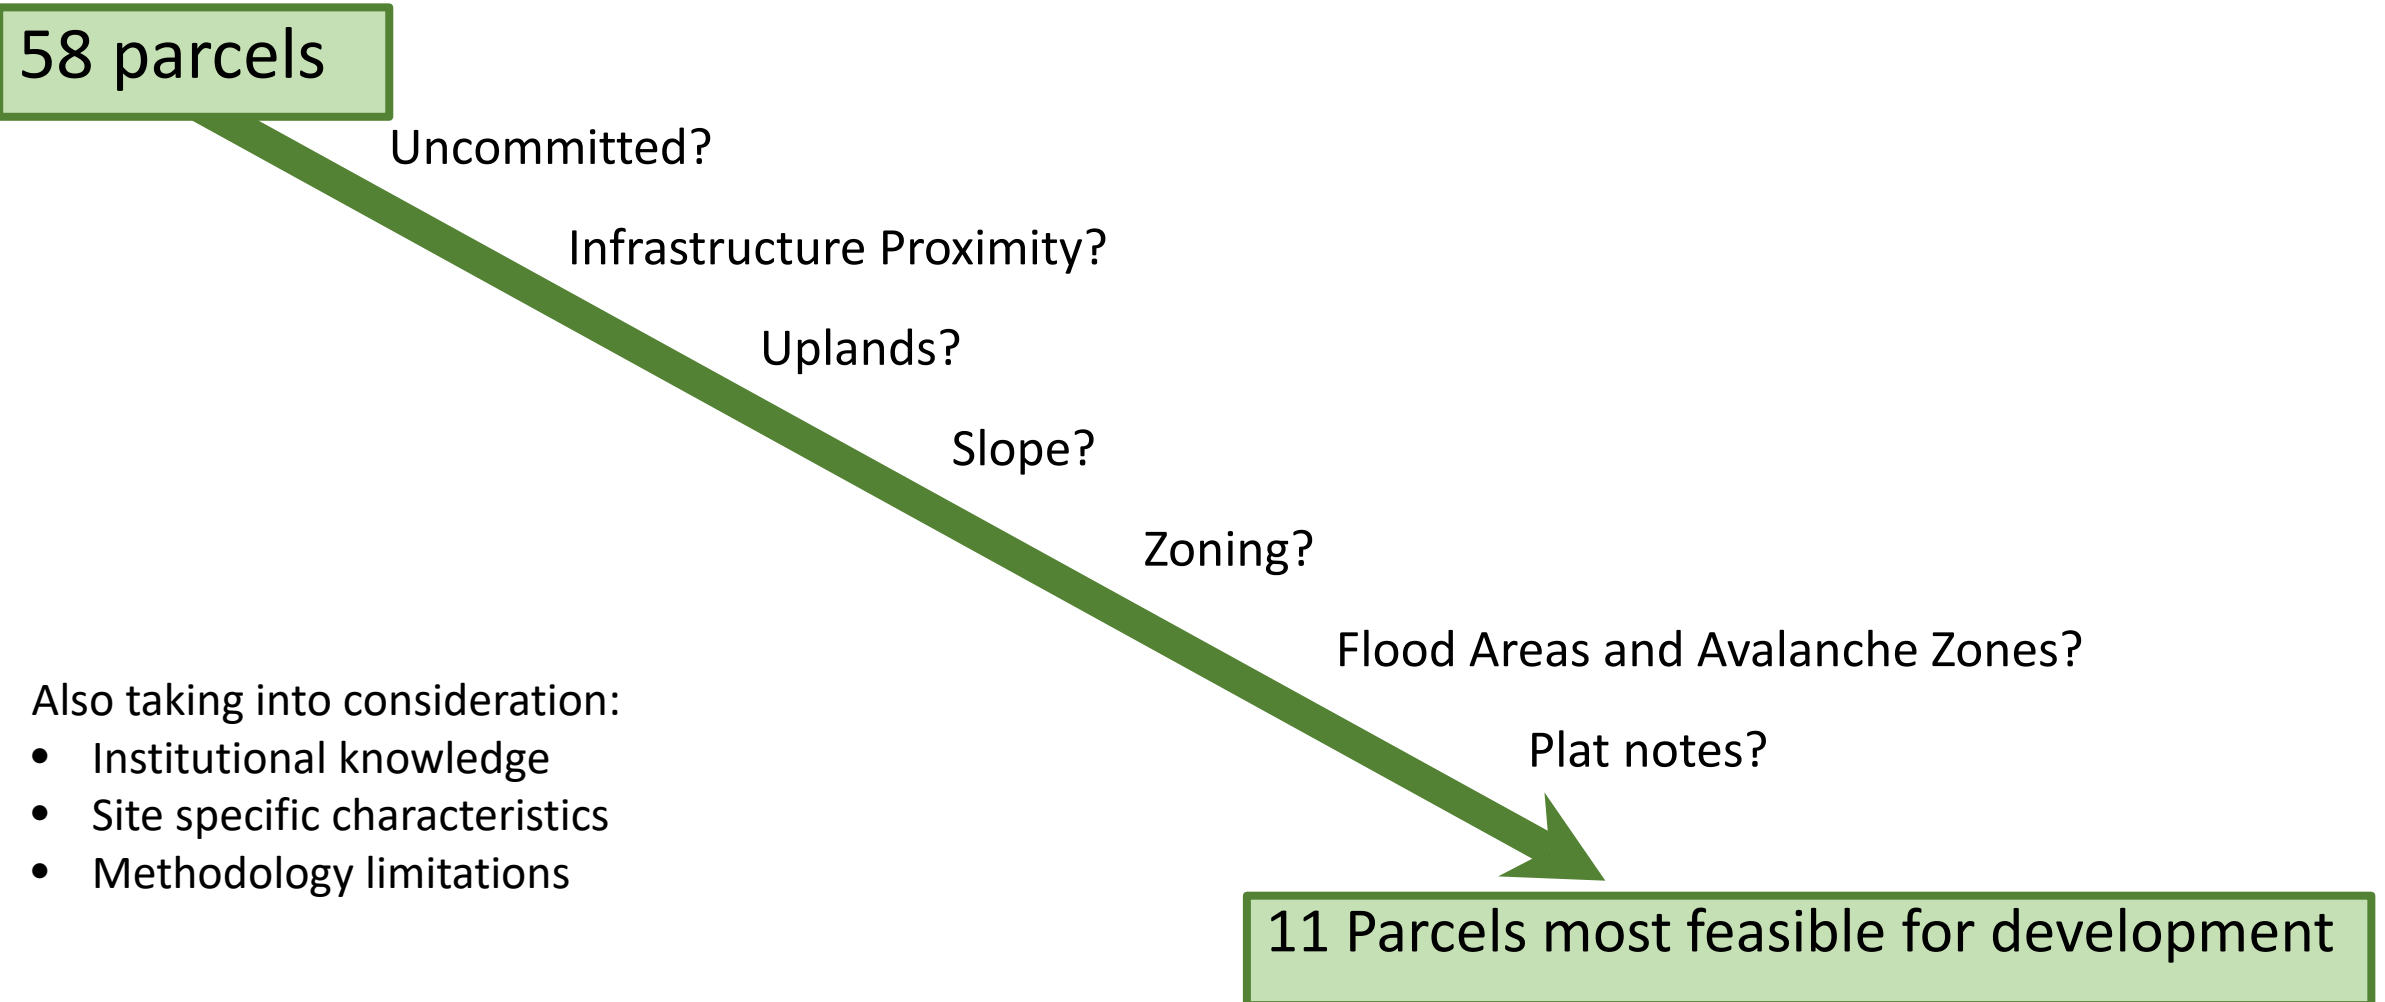 58 parcels
Uncommitted?
Infrastructure Proximity?
Uplands?
Slope?
Zoning?
Flood Areas and Avalanche Zones?
Plat notes?
Also taking into consideration:
• Institutional knowledge
• Site specific characteristics
• Methodology limitations
11 Parcels most feasible for development